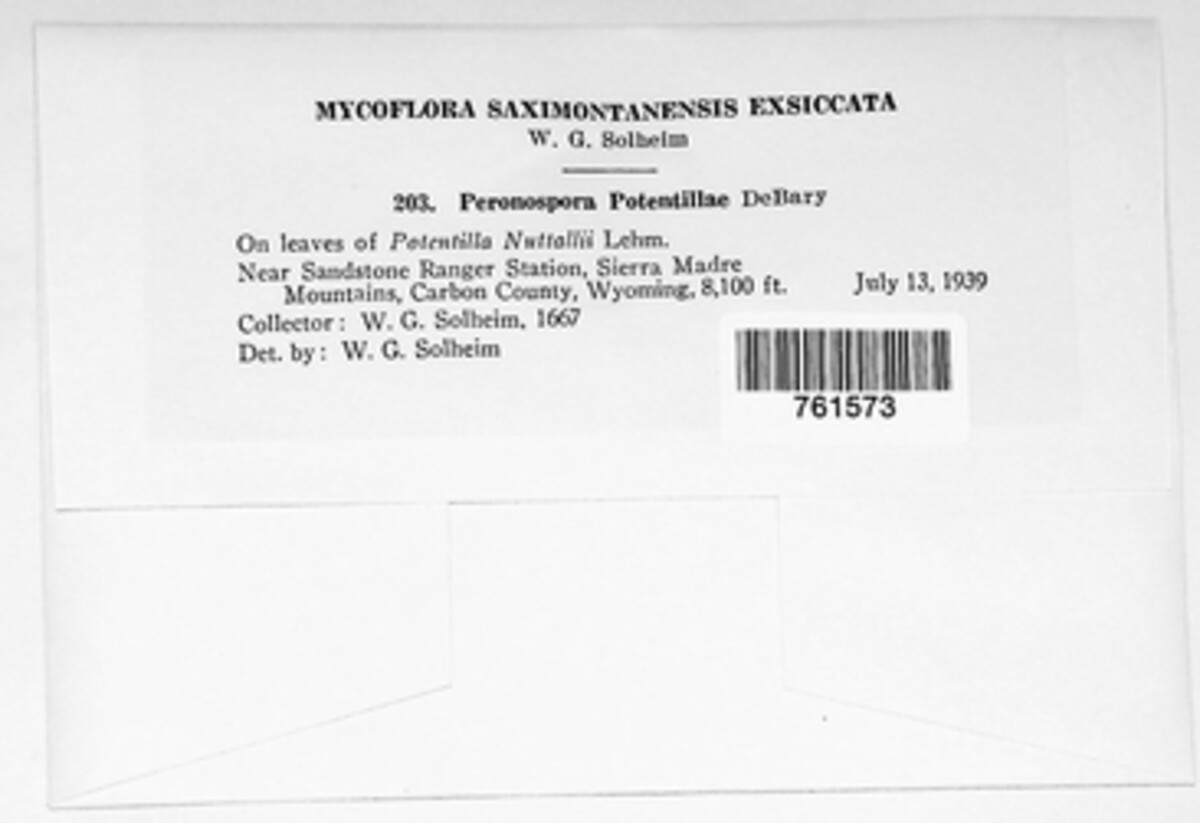 MYCOFLORA SAXIMONTANENSIS EXSICCATA
W. G. Solheim
203. Peronospora Potentillae DeBary
On leaves of Potentilla Nuttallii Lehm.
Near Sandstone Ranger Station, Sierra Madre
Mountains, Carbon County, Wyoming, 8,100 ft. July 13, 1939
Collector: W. G. Solheim, 1667
Det. by: W. G. Solheim
761573